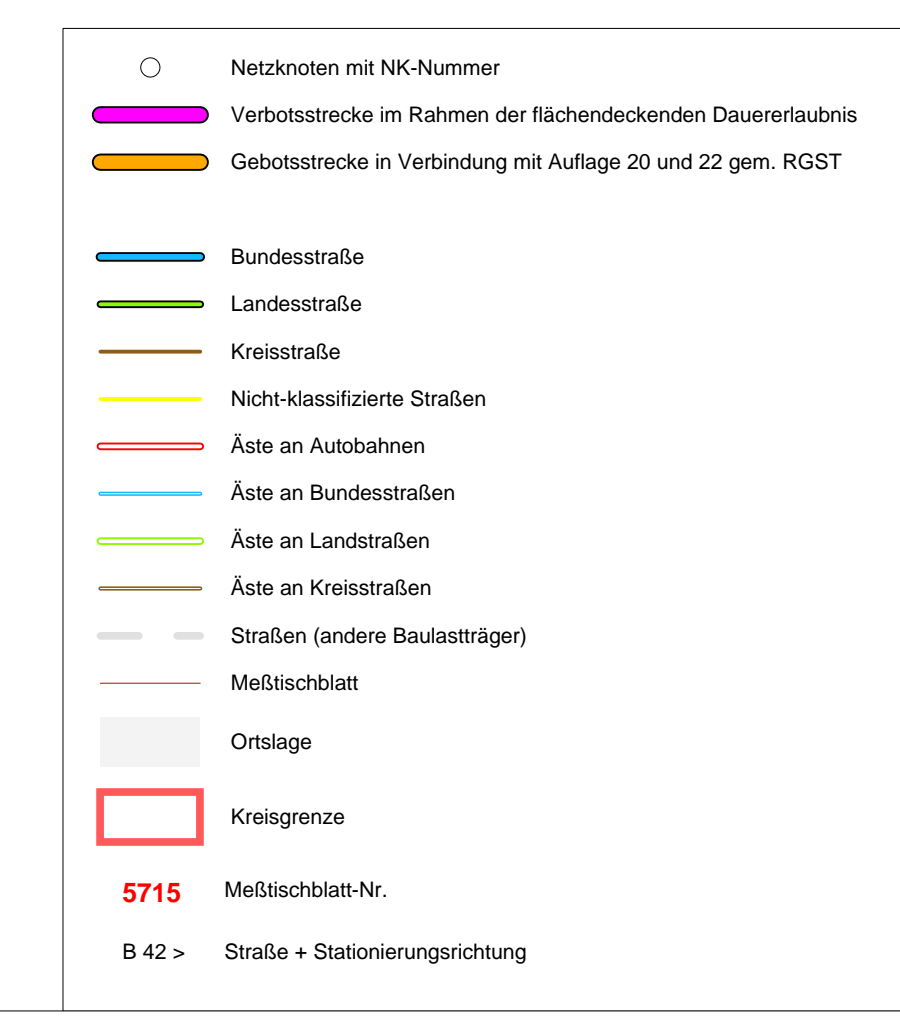 Netzknoten mit NK-Nummer
Verbotsstrecke im Rahmen der flächendeckenden Dauererlaubnis
Gebotsstrecke in Verbindung mit Auflage 20 und 22 gem. RGST
Bundesstraße
Landesstraße
Kreisstraße
Nicht-klassifizierte Straßen
Äste an Autobahnen
Äste an Bundesstraßen
Äste an Landstraßen
Äste an Kreisstraßen
Straßen (andere Baulastträger)
Meßtischblatt
Ortslage
Kreisgrenze
5715 Meßtischblatt-Nr.
B 42 > Straße + Stationierungsrichtung